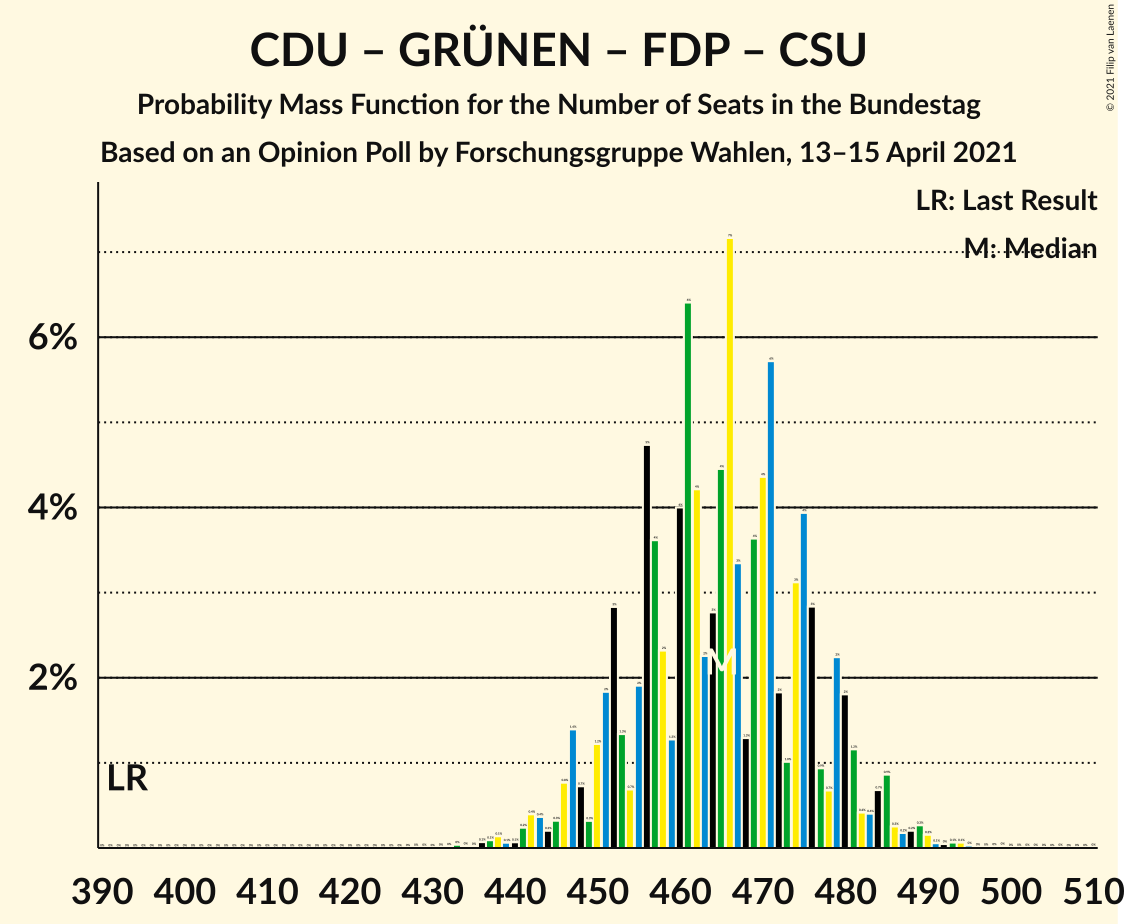 CDU – GRÜNEN – FDP – CSU
Probability Mass Function for the Number of Seats in the Bundestag
Based on an Opinion Poll by Forschungsgruppe Wahlen, 13–15 April 2021
© 2021 Filip van Laenen
LR: Last Result
M: Median
6%
4%
2%
LR
M
390 400 410 420 430 440 450 460 470 480 490 500 510